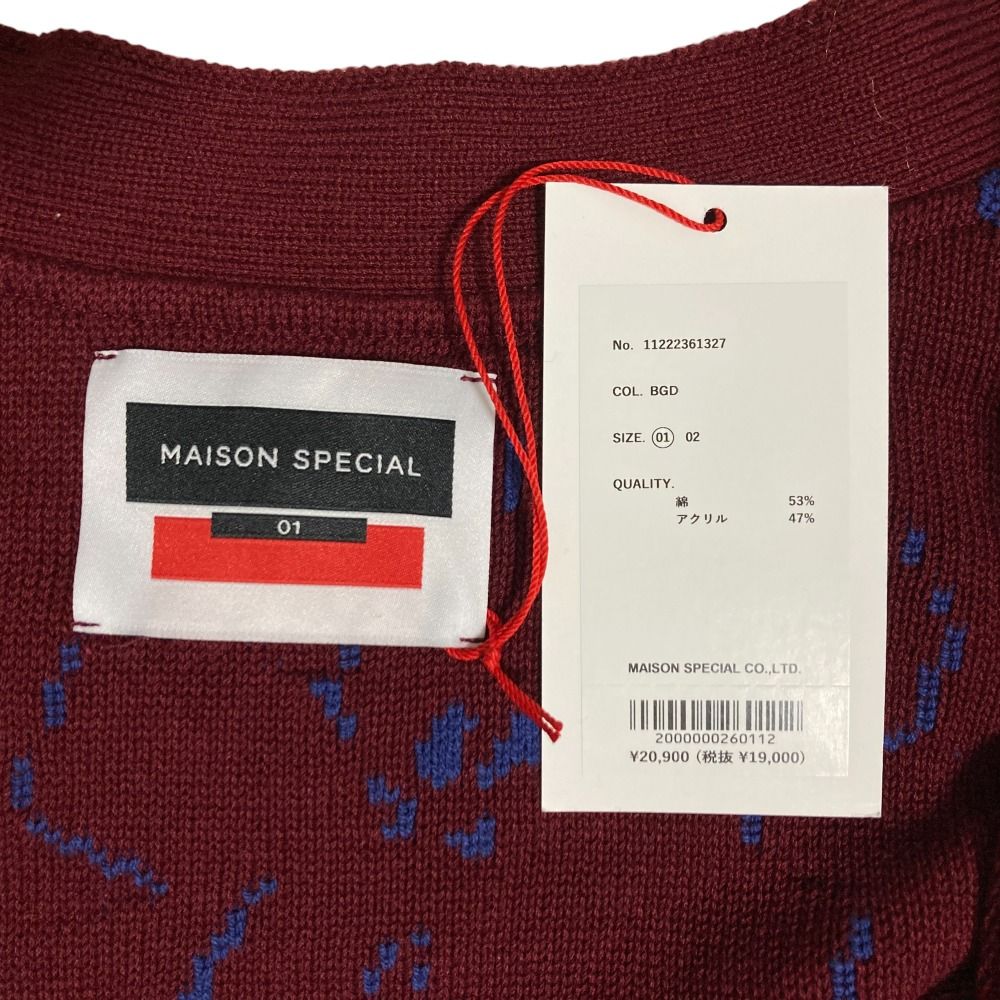 MAISON SPECIAL
01
No. 11222361327
COL. BGD
SIZE. 01 02
QUALITY.
綿 53%
アクリル 47%
MAISON SPECIAL CO.,LTD.
2000000260112
¥20,900 (税抜 ¥19,000)